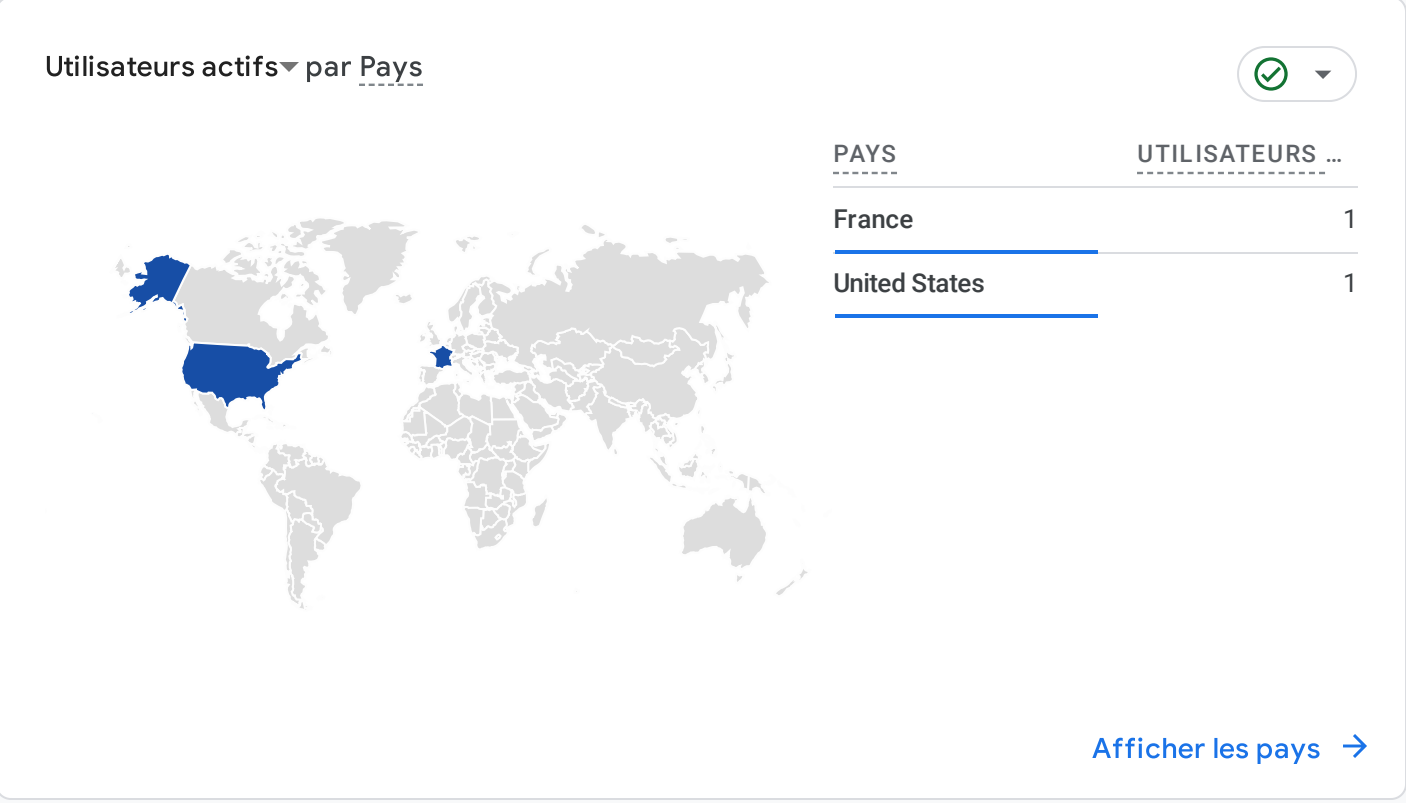 Utilisateurs actifs par Pays
PAYS UTILISATEURS ...
France 1
United States 1
Afficher les pays